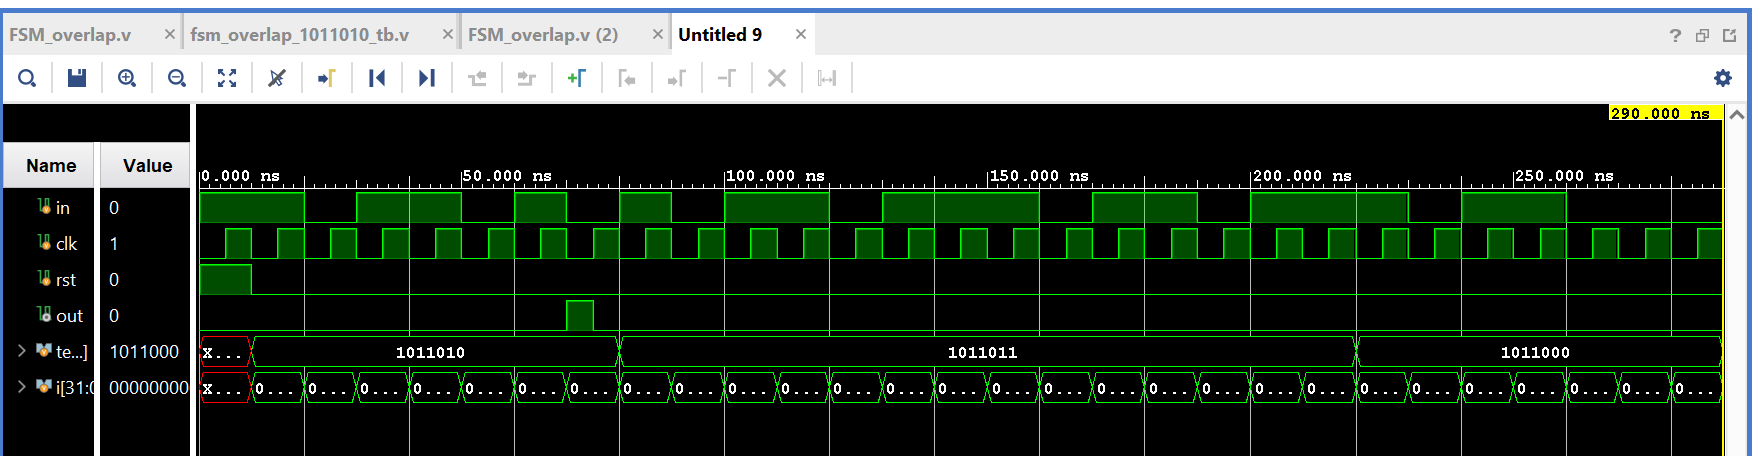 FSM_overlap.v × fsm_overlap_1011010_tb.v × FSM_overlap.v (2) × Untitled 9 ×
290.000 ns
Name Value
0.000 ns 50.000 ns 100.000 ns 150.000 ns 200.000 ns 250.000 ns
in 0
clk 1
rst 0
out 0
te...] 1011000 X... 1011010 1011011 1011000
i[31:0 00000000 X... 0... 0... 0... 0... 0... 0... 0... 0... 0... 0... 0... 0... 0... 0... 0... 0... 0... 0... 0... 0... 0... 0... 0... 0... 0... 0... 0... 0...